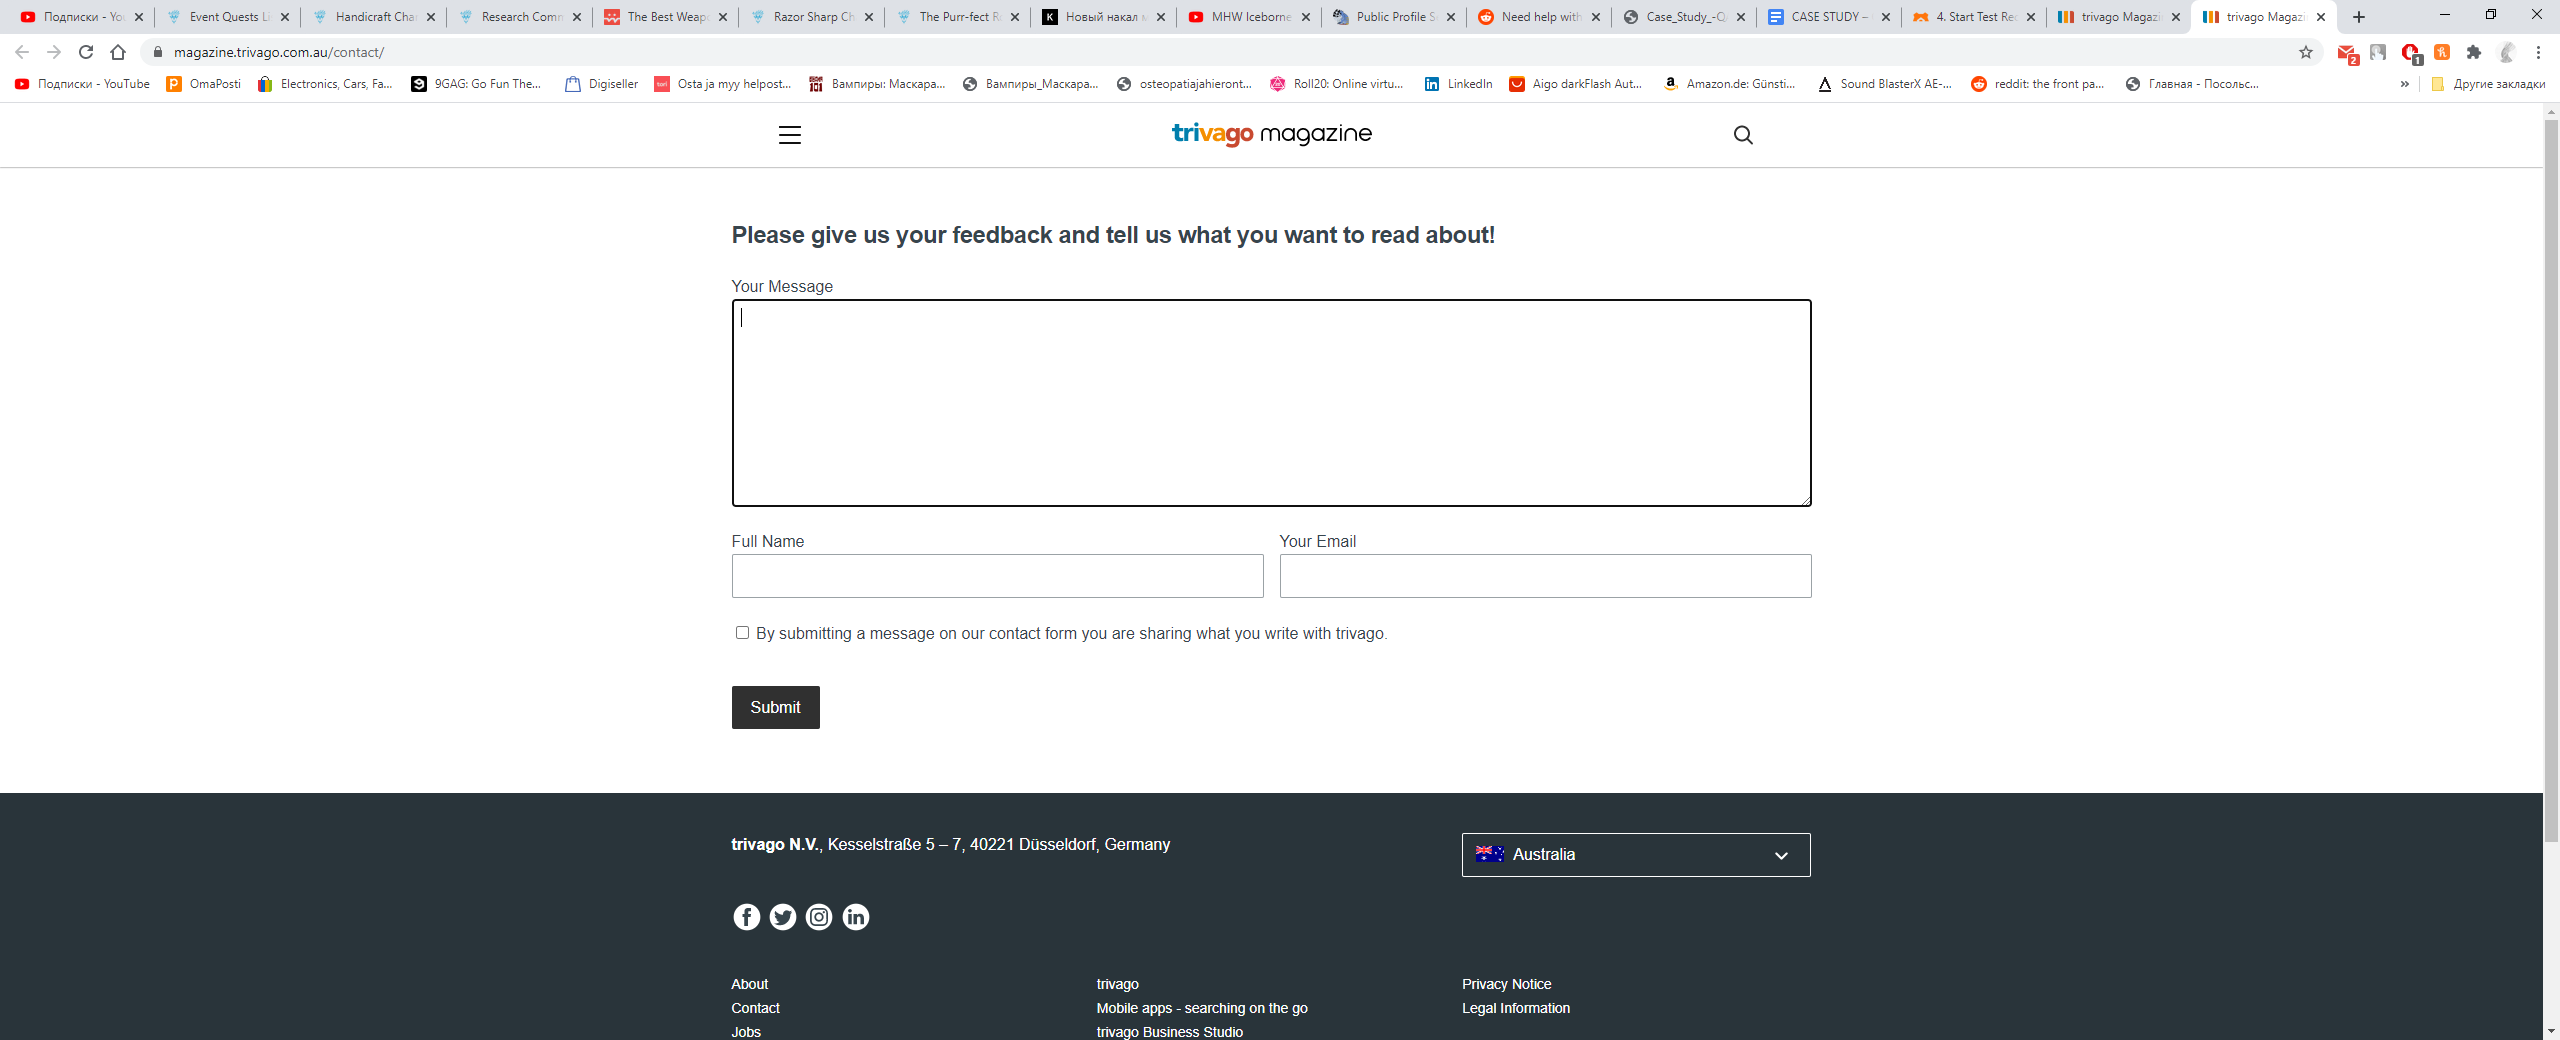 Подписки - You
Event Quests Li
Handicraft Char
Research Comm
The Best Weap
Razor Sharp Ch
The Purr-fect R
Новый накал м
MHW Iceborne
Public Profile S
Need help with
Case_Study_-Q
CASE STUDY –
4. Start Test Rec
trivago Magazi
trivago Magazi
magazine.trivago.com.au/contact/
2
1
Подписки - YouTube
OmaPosti
Electronics, Cars, Fa...
9GAG: Go Fun The...
Digiseller
Osta ja myy helpost...
Вампиры: Маскара...
Вампиры_Маскара...
osteopatiajahieront...
Roll20: Online virtu...
LinkedIn
Aigo darkFlash Aut...
Amazon.de: Günsti...
Sound BlasterX AE-...
reddit: the front pa...
Главная - Посольс...
»
Другие закладки
trivago magazine
Please give us your feedback and tell us what you want to read about!
Your Message
Full Name
Your Email
By submitting a message on our contact form you are sharing what you write with trivago.
Submit
trivago N.V., Kesselstraße 5 – 7, 40221 Düsseldorf, Germany
Australia
About
trivago
Privacy Notice
Contact
Mobile apps - searching on the go
Legal Information
Jobs
trivago Business Studio